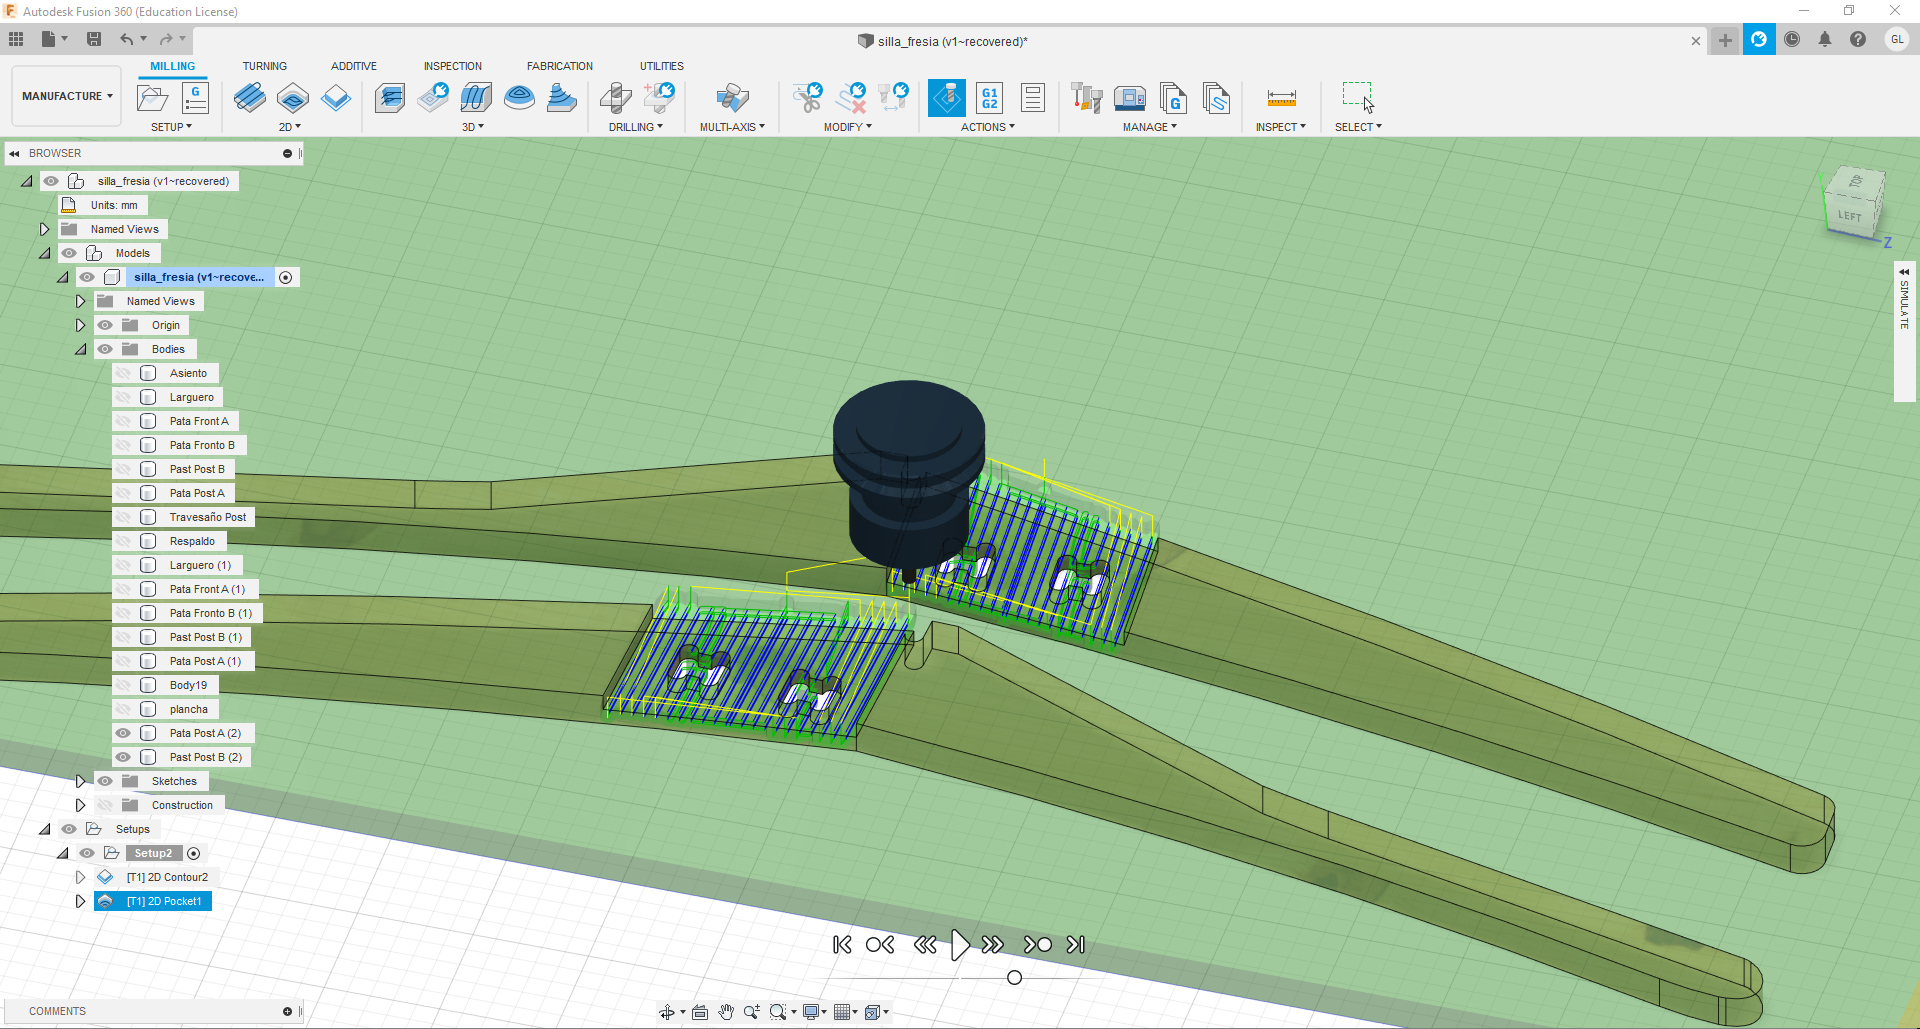 Autodesk Fusion 360 (Education License)
silla_fresia (v1~recovered)*
GL
MANUFACTURE
MILLING TURNING ADDITIVE INSPECTION FABRICATION UTILITIES
G
G1
G2
G
SETUP 2D 3D DRILLING MULTI-AXIS MODIFY ACTIONS MANAGE INSPECT SELECT
BROWSER
silla_fresia (v1~recovered)
Units: mm
Named Views
Models
silla_fresia (v1~recove...
Named Views
Origin
Bodies
Asiento
Larguero
Pata Front A
Pata Fronto B
Past Post B
Pata Post A
Travesaño Post
Respaldo
Larguero (1)
Pata Front A (1)
Pata Fronto B (1)
Past Post B (1)
Pata Post A (1)
Body19
plancha
Pata Post A (2)
Past Post B (2)
Sketches
Construction
Setups
Setup2
[T1] 2D Contour2
[T1] 2D Pocket1
TOP
LEFT
Z
SIMULATE
COMMENTS